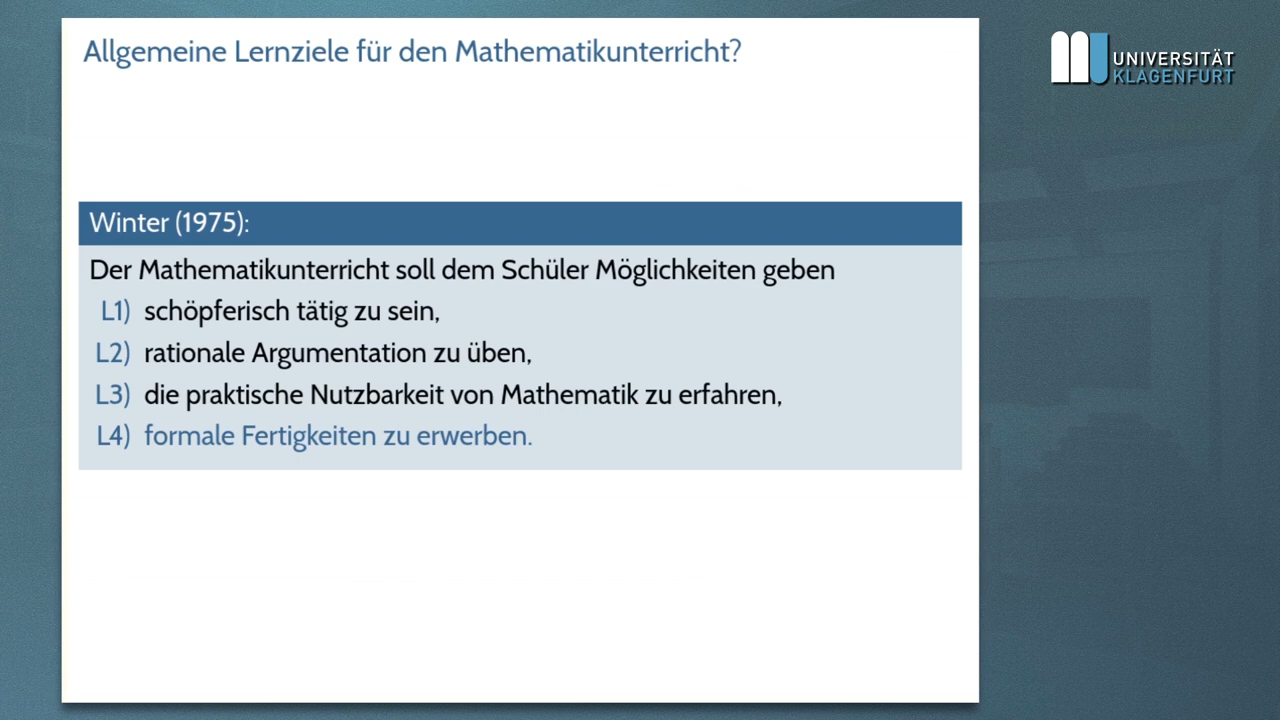 Allgemeine Lernziele für den Mathematikunterricht?
UNIVERSITÄT
KLAGENFURT
Winter (1975):
Der Mathematikunterricht soll dem Schüler Möglichkeiten geben
L1) schöpferisch tätig zu sein,
L2) rationale Argumentation zu üben,
L3) die praktische Nutzbarkeit von Mathematik zu erfahren,
L4) formale Fertigkeiten zu erwerben.